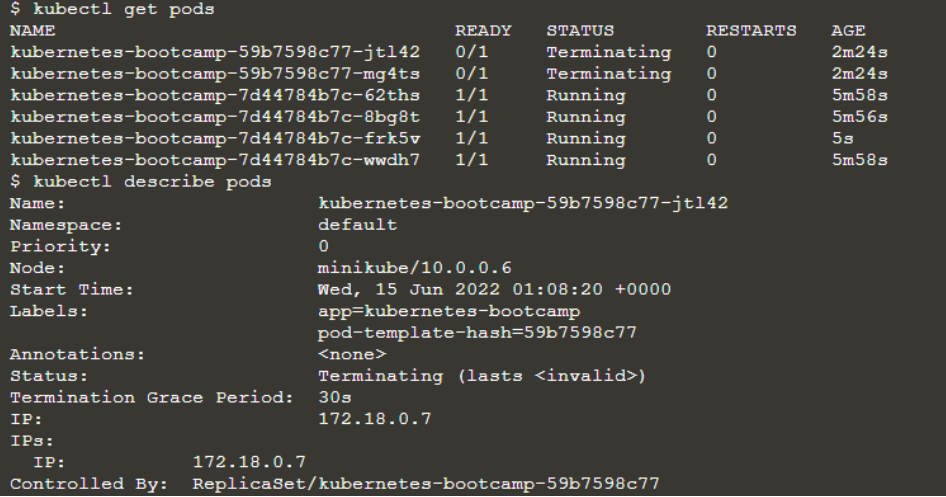 $ kubectl get pods
NAME READY STATUS RESTARTS AGE
kubernetes-bootcamp-59b7598c77-jtl42 0/1 Terminating 0 2m24s
kubernetes-bootcamp-59b7598c77-mg4ts 0/1 Terminating 0 2m24s
kubernetes-bootcamp-7d44784b7c-62ths 1/1 Running 0 5m58s
kubernetes-bootcamp-7d44784b7c-8bg8t 1/1 Running 0 5m56s
kubernetes-bootcamp-7d44784b7c-frk5v 1/1 Running 0 5s
kubernetes-bootcamp-7d44784b7c-wwdh7 1/1 Running 0 5m58s
$ kubectl describe pods
Name: kubernetes-bootcamp-59b7598c77-jtl42
Namespace: default
Priority: 0
Node: minikube/10.0.0.6
Start Time: Wed, 15 Jun 2022 01:08:20 +0000
Labels: app=kubernetes-bootcamp
pod-template-hash=59b7598c77
Annotations: <none>
Status: Terminating (lasts <invalid>)
Termination Grace Period: 30s
IP: 172.18.0.7
IPs:
IP: 172.18.0.7
Controlled By: ReplicaSet/kubernetes-bootcamp-59b7598c77